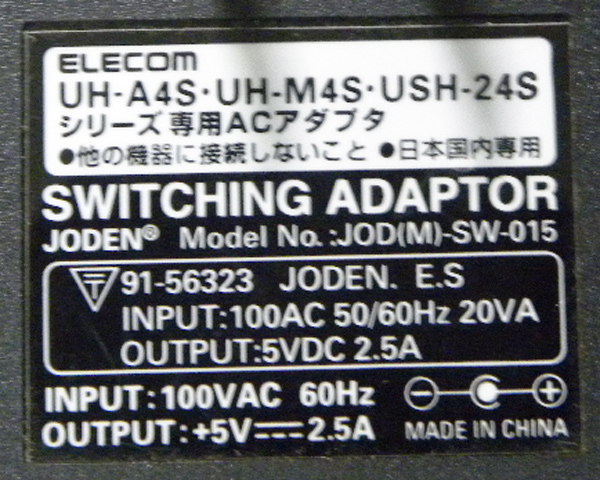 ELECOM
UH-A4S・UH-M4S・USH-24S
シリーズ専用ACアダプタ
●他の機器に接続しないこと ●日本国内専用
SWITCHING ADAPTOR
JODEN® Model No.:JOD(M)-SW-015
91-56323 JODEN. E.S
INPUT:100AC 50/60Hz 20VA
OUTPUT:5VDC 2.5A
INPUT:100VAC 60Hz
OUTPUT:+5V⎓2.5A
MADE IN CHINA